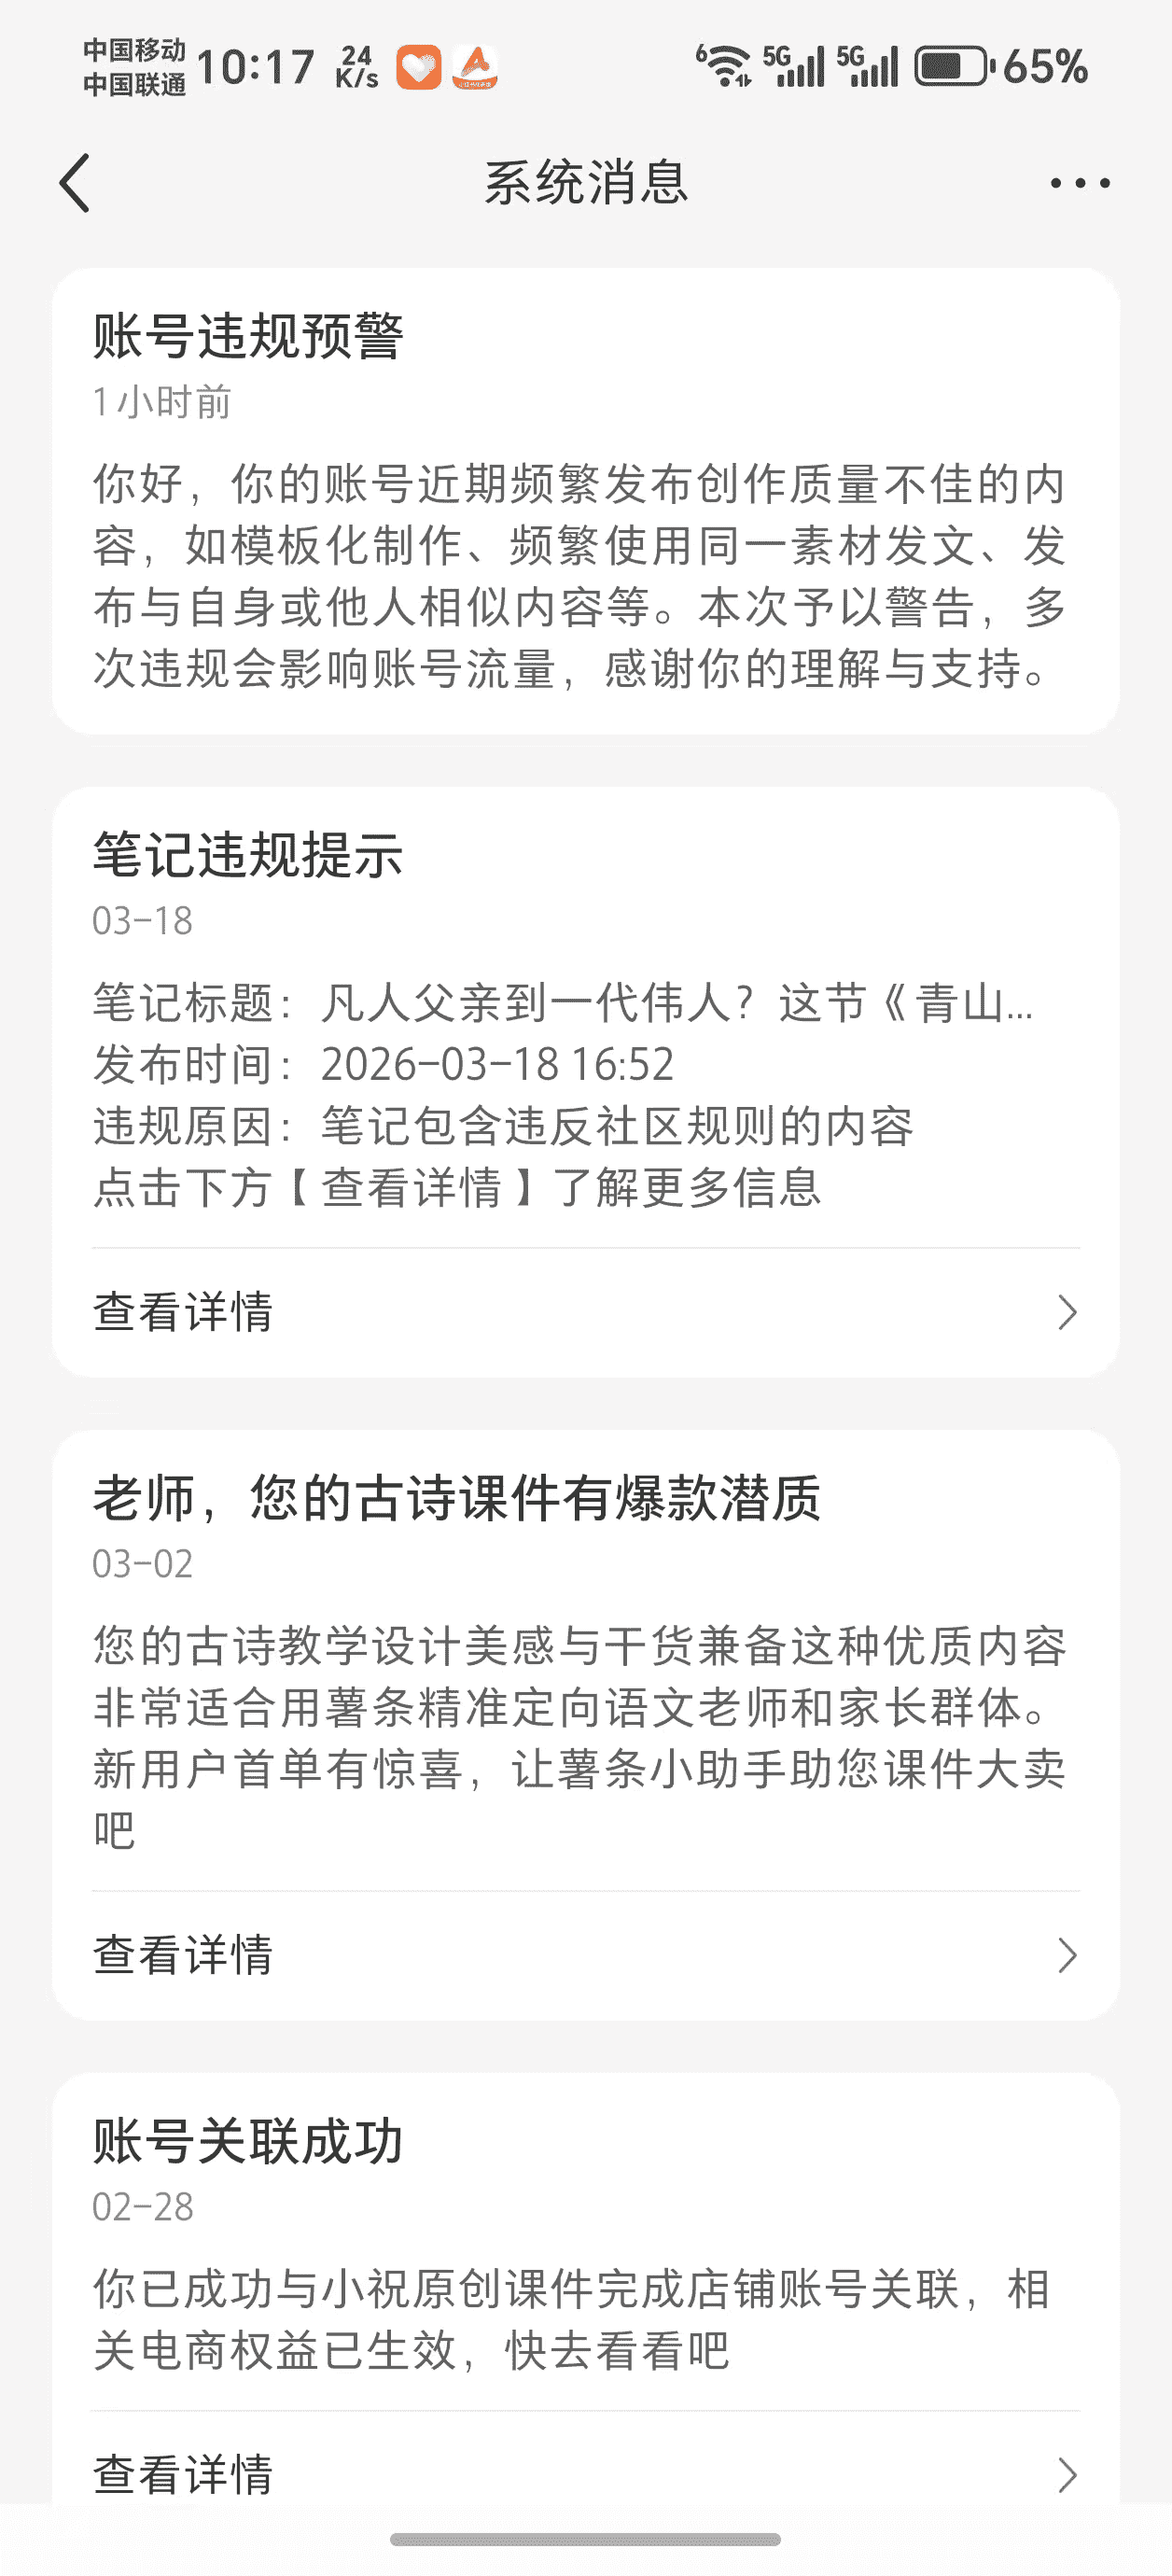 中国移动
中国联通
10:17
24
K/s
6
5G
5G
65%
系统消息
账号违规预警
1小时前
你好，你的账号近期频繁发布创作质量不佳的内
容，如模板化制作、频繁使用同一素材发文、发
布与自身或他人相似内容等。本次予以警告，多
次违规会影响账号流量，感谢你的理解与支持。
笔记违规提示
03-18
笔记标题：凡人父亲到一代伟人？这节《青山...
发布时间：2026-03-18 16:52
违规原因：笔记包含违反社区规则的内容
点击下方【查看详情】了解更多信息
查看详情
老师，您的古诗课件有爆款潜质
03-02
您的古诗教学设计美感与干货兼备这种优质内容
非常适合用薯条精准定向语文老师和家长群体。
新用户首单有惊喜，让薯条小助手助您课件大卖
吧
查看详情
账号关联成功
02-28
你已成功与小祝原创课件完成店铺账号关联，相
关电商权益已生效，快去看看吧
查看详情